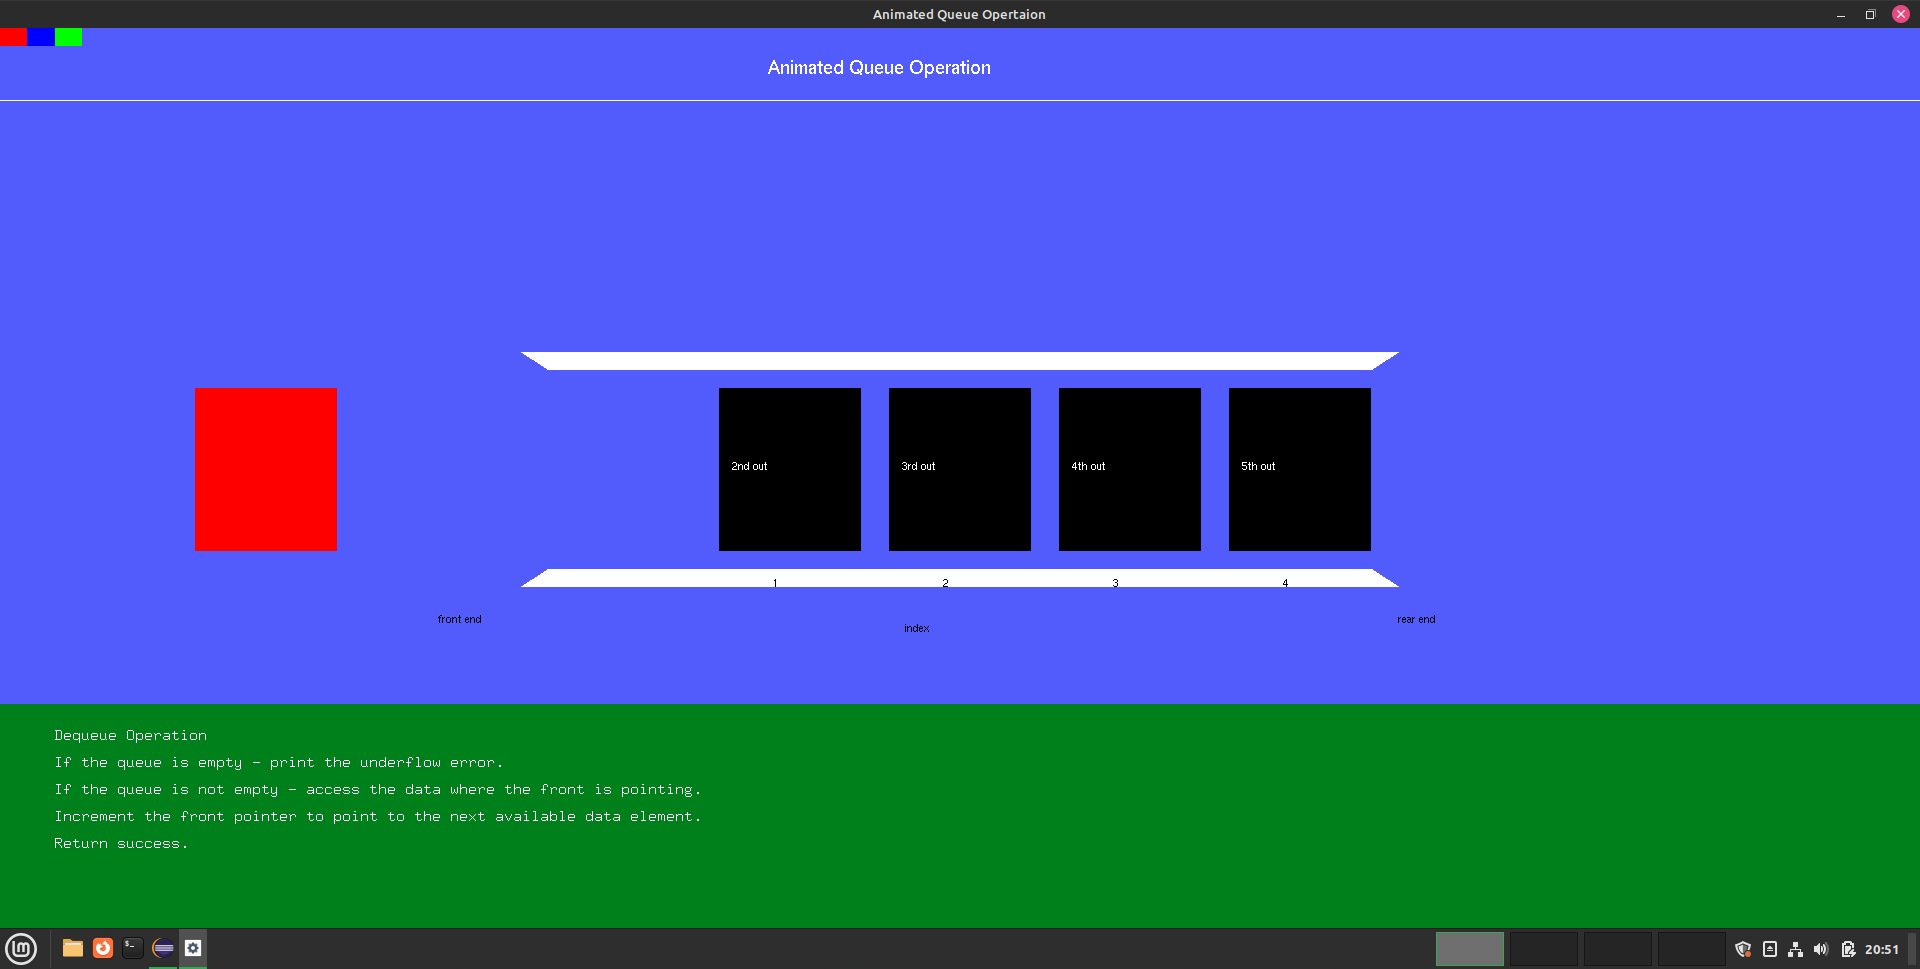 Animated Queue Opertaion
Animated Queue Operation
2nd out
3rd out
4th out
5th out
1
2
3
4
front end
index
rear end
Dequeue Operation
If the queue is empty - print the underflow error.
If the queue is not empty - access the data where the front is pointing.
Increment the front pointer to point to the next available data element.
Return success.
20:51